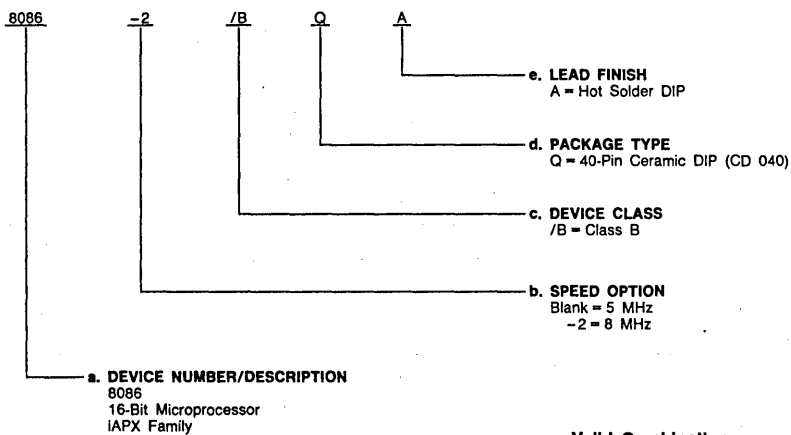 8086 -2 /B Q A
e. LEAD FINISH
A = Hot Solder DIP
d. PACKAGE TYPE
Q = 40-Pin Ceramic DIP (CD 040)
c. DEVICE CLASS
/B = Class B
b. SPEED OPTION
Blank = 5 MHz
-2 = 8 MHz
a. DEVICE NUMBER/DESCRIPTION
8086
16-Bit Microprocessor
iAPX Family